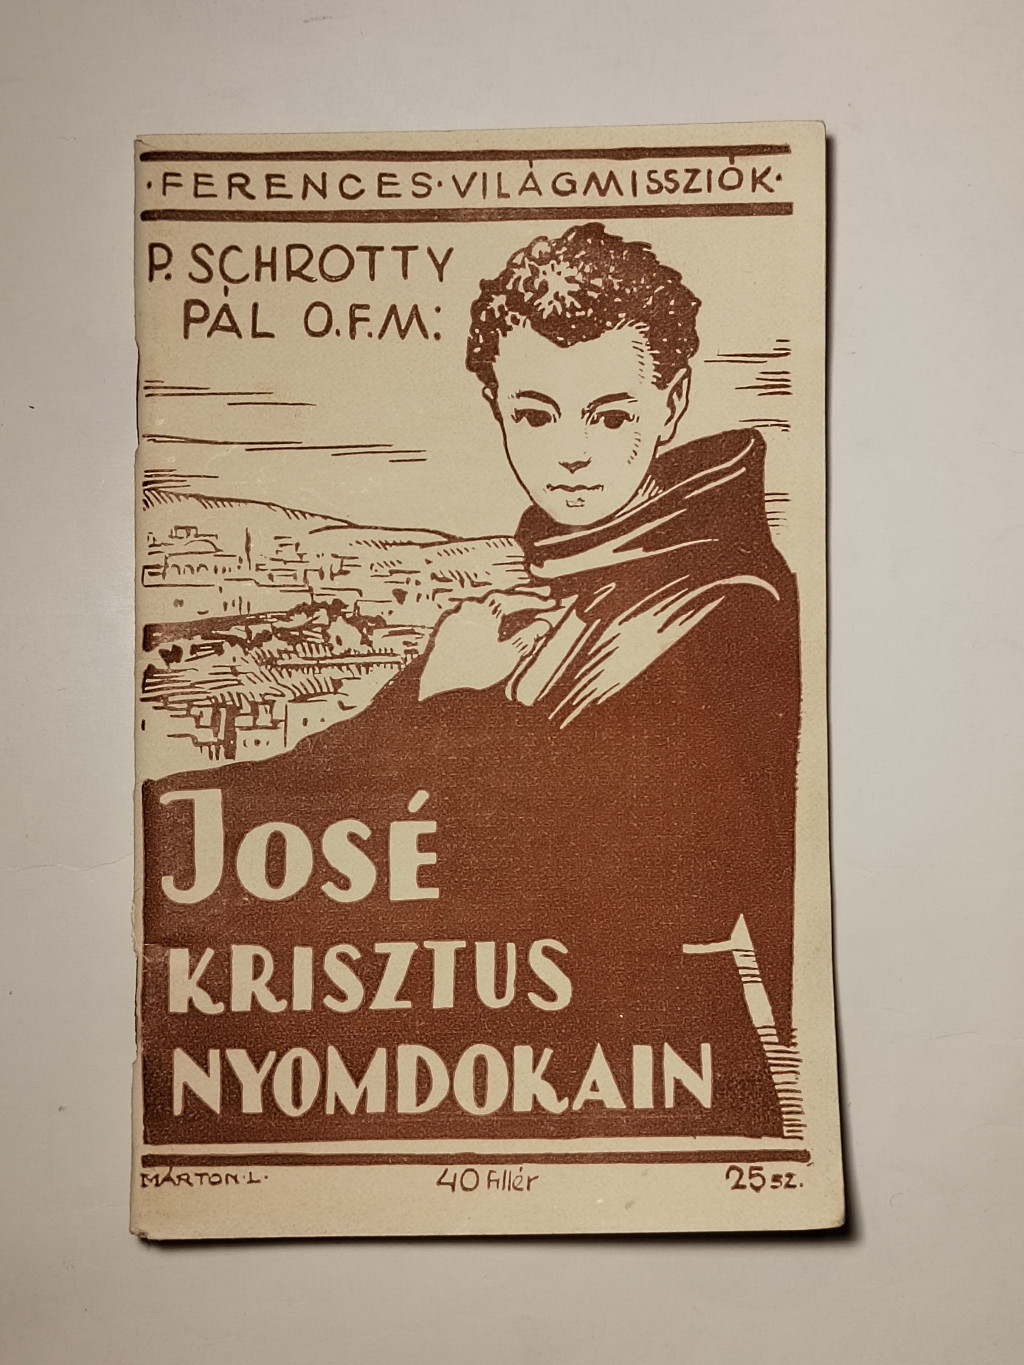 ·FERENCES·VILÁGMISSZIÓK·
P. SCHROTTY
PÁL O.F.M:
JOSÉ
KRISZTUS
NYOMDOKAIN
MÁRTON·L·
40 Fillér
25 sz.